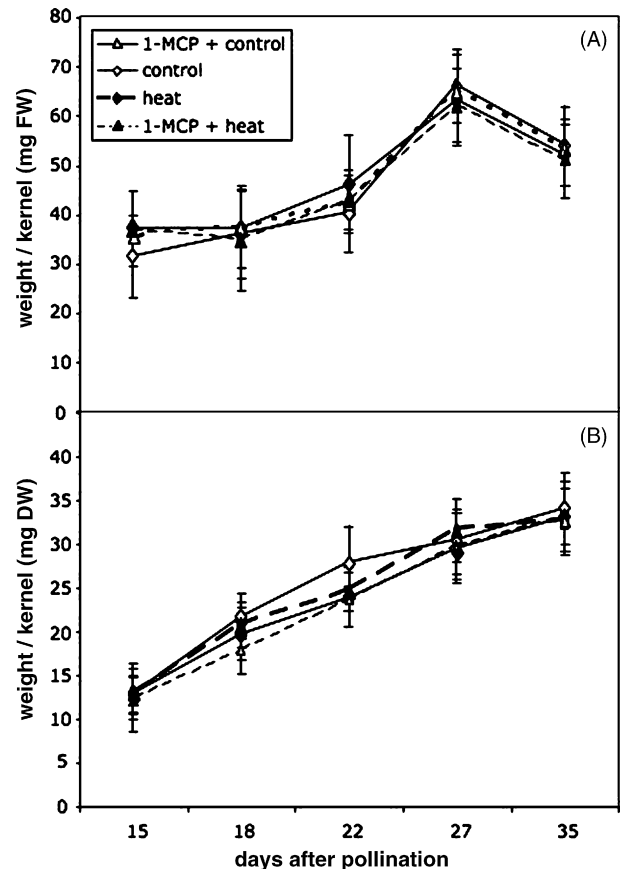 80
70
60
50
40
30
20
10
0
weight / kernel (mg FW)
(A)
1-MCP + control
control
heat
1-MCP + heat
40
35
30
25
20
15
10
5
0
weight / kernel (mg DW)
(B)
15 18 22 27 35
days after pollination